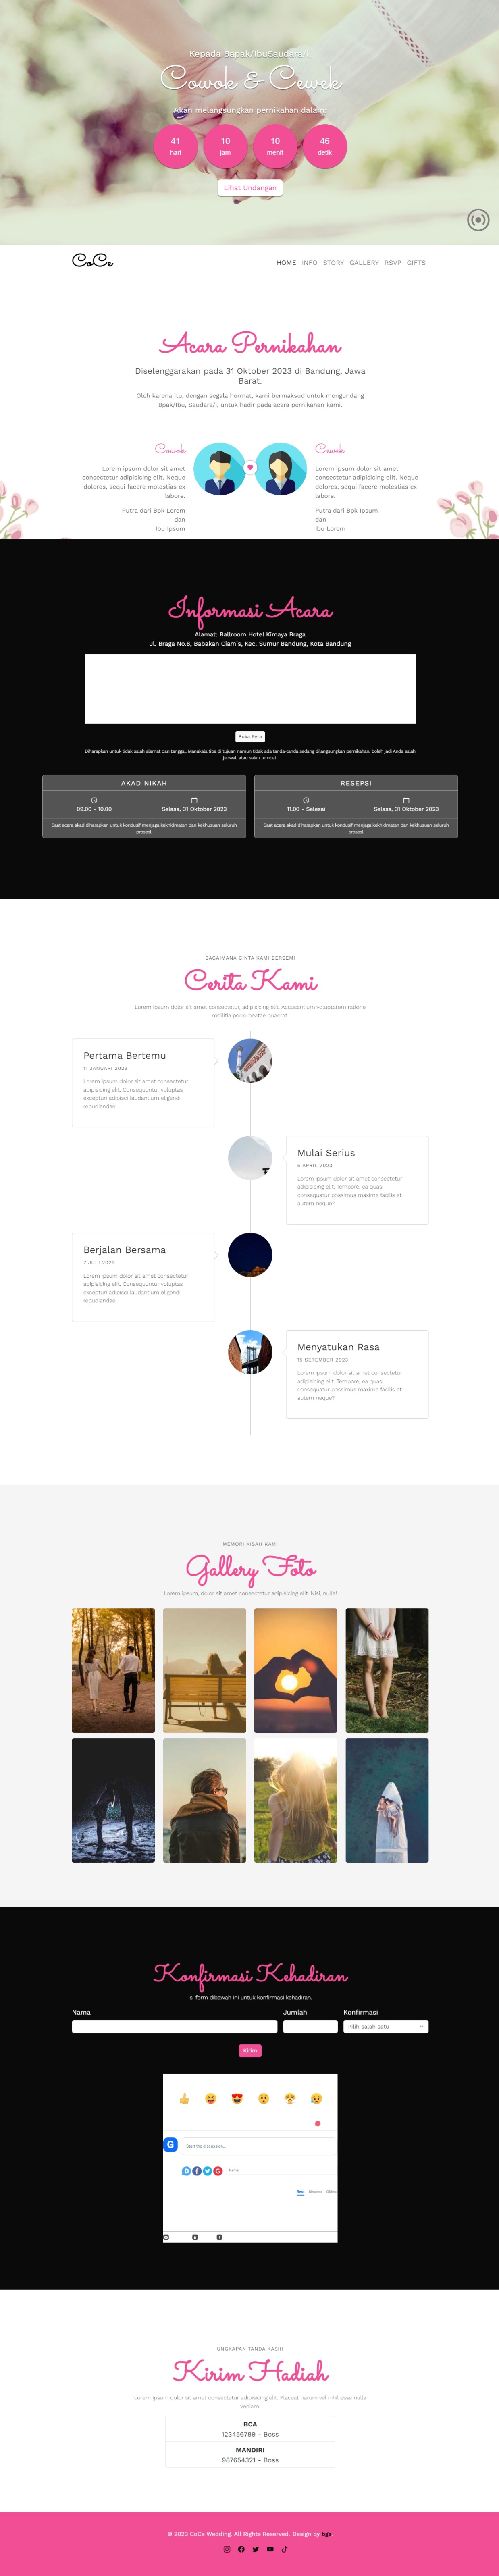 Kepada Bapak/IbuSaudara/i,
Cowok & Cewek
Akan melangsungkan pernikahan dalam:
41 10 10 46
hari jam menit detik
Lihat Undangan
CoCe HOME INFO STORY GALLERY RSVP GIFTS
Acara Pernikahan
Diselenggarakan pada 31 Oktober 2023 di Bandung, Jawa
Barat.
Oleh karena itu, dengan segala hormat, kami bermaksud untuk mengundang
Bpak/Ibu, Saudara/i, untuk hadir pada acara pernikahan kami.
Cowok
Lorem ipsum dolor sit amet
consectetur adipisicing elit. Neque
dolores, sequi facere molestias ex
labore.
Putra dari Bpk Lorem
dan
Ibu Ipsum
Cewek
Lorem ipsum dolor sit amet
consectetur adipisicing elit. Neque
dolores, sequi facere molestias ex
labore.
Putra dari Bpk Ipsum
dan
Ibu Lorem
Informasi Acara
Alamat: Ballroom Hotel Kimaya Braga
Jl. Braga No.8, Babakan Ciamis, Kec. Sumur Bandung, Kota Bandung
Buka Peta
Diharapkan untuk tidak salah alamat dan tanggal. Manakala tiba di tujuan namun tidak ada tanda-tanda sedang dilangsungkan pernikahan, boleh jadi Anda salah
jadwal, atau salah tempat.
AKAD NIKAH
09.00 - 10.00 Selasa, 31 Oktober 2023
Saat acara akad diharapkan untuk kondusif menjaga kekhidmatan dan kekhusuan seluruh
prosesi
RESEPSI
11.00 - Selesai Selasa, 31 Oktober 2023
Saat acara akad diharapkan untuk kondusif menjaga kekhidmatan dan kekhusuan seluruh
prosesi
BAGAIMANA CINTA KAMI BERSEMI
Cerita Kami
Lorem ipsum dolor sit amet consectetur, adipisicing elit. Accusantium voluptatem ratione
mollitia porro beatae quaerat.
Pertama Bertemu
11 JANUARI 2023
Lorem ipsum dolor sit amet consectetur
adipisicing elit. Consequuntur voluptas
excepturi adipisci laudantium eligendi
repudiandae.
Mulai Serius
5 APRIL 2023
Lorem ipsum dolor sit amet consectetur
adipisicing elit. Tempore, ea quasi
consequatur possimus maxime facilis et
autem neque?
Berjalan Bersama
7 JULI 2023
Lorem ipsum dolor sit amet consectetur
adipisicing elit. Consequuntur voluptas
excepturi adipisci laudantium eligendi
repudiandae.
Menyatukan Rasa
15 SETEMBER 2023
Lorem ipsum dolor sit amet consectetur
adipisicing elit. Tempore, ea quasi
consequatur possimus maxime facilis et
autem neque?
MEMORI KISAH KAMI
Gallery Foto
Lorem ipsum, dolor sit amet consectetur adipisicing elit. Nisi, nulla!
Konfirmasi Kehadiran
Isi form dibawah ini untuk konfirmasi kehadiran.
Nama Jumlah Konfirmasi
Pilih salah satu
Kirim
G Start the discussion...
Name
Best Newest Oldest
UNGKAPAN TANDA KASIH
Kirim Hadiah
Lorem ipsum dolor sit amet consectetur adipisicing elit. Placeat harum vel nihil esse nulla
veniam.
BCA
123456789 - Boss
MANDIRI
987654321 - Boss
© 2023 CoCe Wedding. All Rights Reserved. Design by bgs